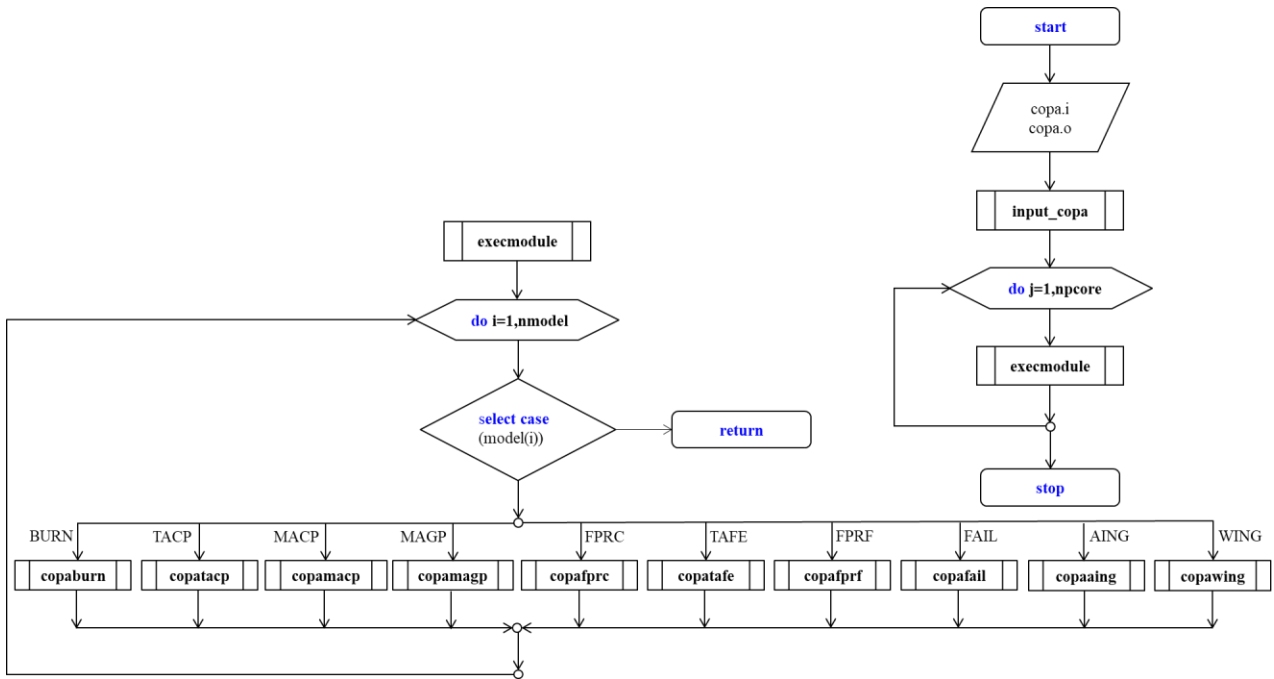 start
copa.i
copa.o
input_copa
do j=1,npcore
execmodule
stop
execmodule
do i=1,nmodel
select case
(model(i))
return
BURN TACP MACP MAGP FPRC TAFE FPRF FAIL AING WING
copaburn copatacp copamacp copamagp copafprc copatafe copafprf copafail copaaing copawing